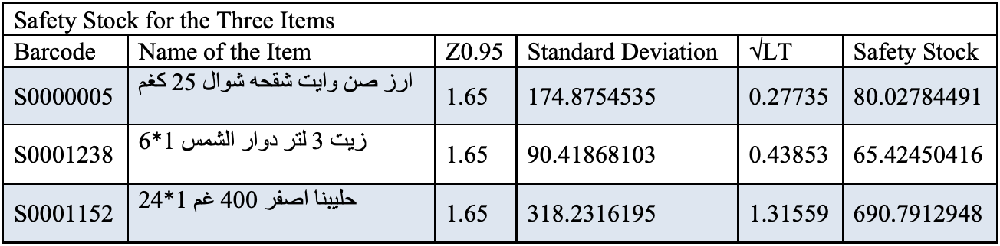 Safety Stock for the Three Items
Barcode Name of the Item Z0.95 Standard Deviation √LT Safety Stock
S0000005 ارز صن وايت شقحه شوال 25 كغم 1.65 174.8754535 0.27735 80.02784491
S0001238 زيت 3 لتر دوار الشمس 1*6 1.65 90.41868103 0.43853 65.42450416
S0001152 حليبنا اصفر 400 غم 1*24 1.65 318.2316195 1.31559 690.7912948